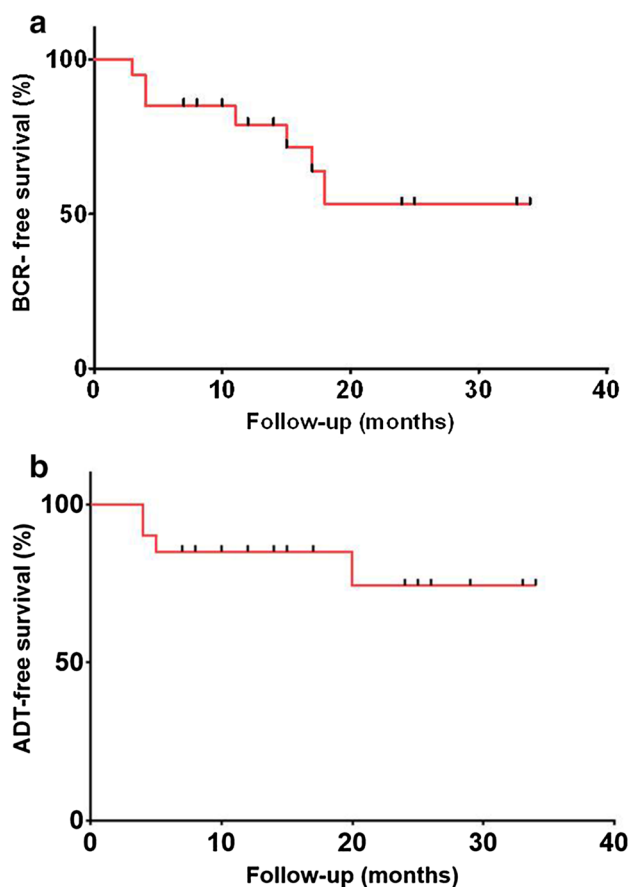 a
100
BCR- free survival (%)
50
0
0 10 20 30 40
Follow-up (months)
b
100
ADT-free survival (%)
50
0
0 10 20 30 40
Follow-up (months)